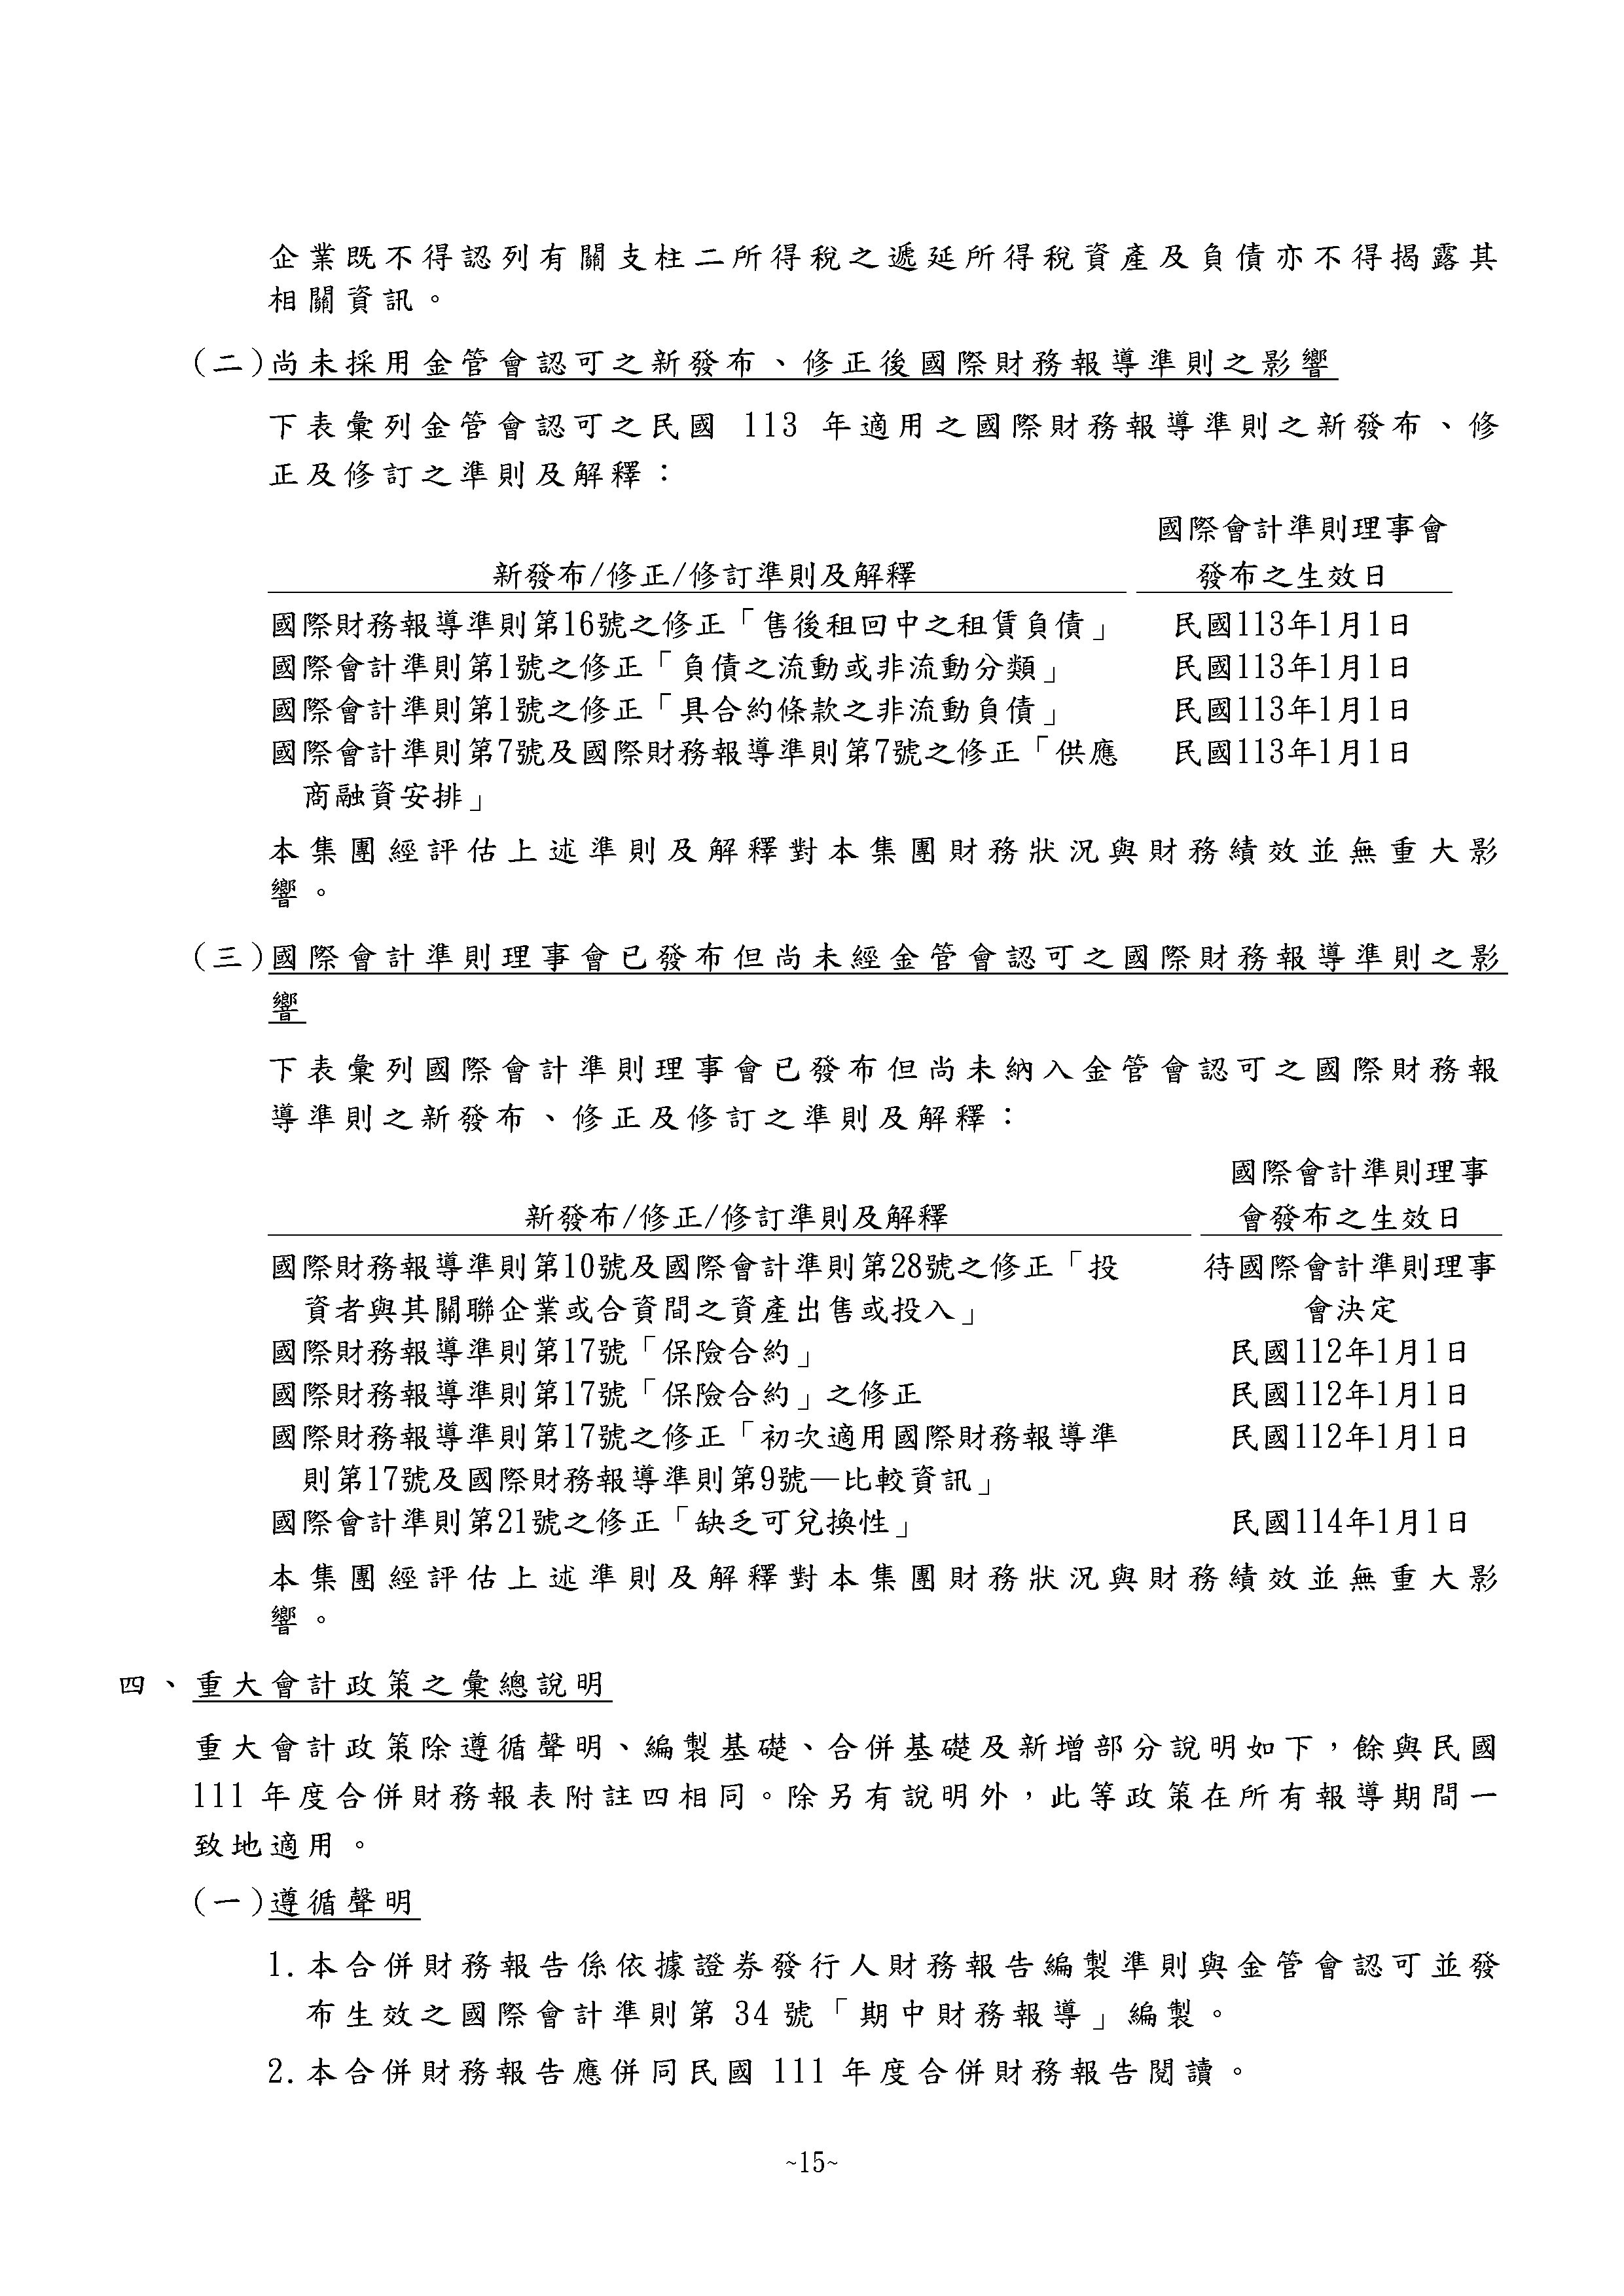 企業既不得認列有關支柱二所得稅之遞延所得稅資產及負債亦不得揭露其
相關資訊。
(二)尚未採用金管會認可之新發布、修正後國際財務報導準則之影響
下表彙列金管會認可之民國 113 年適用之國際財務報導準則之新發布、修
正及修訂之準則及解釋：
國際會計準則理事會
新發布/修正/修訂準則及解釋 發布之生效日
國際財務報導準則第16號之修正「售後租回中之租賃負債」 民國113年1月1日
國際會計準則第1號之修正「負債之流動或非流動分類」 民國113年1月1日
國際會計準則第1號之修正「具合約條款之非流動負債」 民國113年1月1日
國際會計準則第7號及國際財務報導準則第7號之修正「供應 民國113年1月1日
商融資安排」
本集團經評估上述準則及解釋對本集團財務狀況與財務績效並無重大影
響。
(三)國際會計準則理事會已發布但尚未經金管會認可之國際財務報導準則之影
響
下表彙列國際會計準則理事會已發布但尚未納入金管會認可之國際財務報
導準則之新發布、修正及修訂之準則及解釋：
國際會計準則理事
新發布/修正/修訂準則及解釋 會發布之生效日
國際財務報導準則第10號及國際會計準則第28號之修正「投 待國際會計準則理事
資者與其關聯企業或合資間之資產出售或投入」 會決定
國際財務報導準則第17號「保險合約」 民國112年1月1日
國際財務報導準則第17號「保險合約」之修正 民國112年1月1日
國際財務報導準則第17號之修正「初次適用國際財務報導準 民國112年1月1日
則第17號及國際財務報導準則第9號—比較資訊」
國際會計準則第21號之修正「缺乏可兌換性」 民國114年1月1日
本集團經評估上述準則及解釋對本集團財務狀況與財務績效並無重大影
響。
四、重大會計政策之彙總說明
重大會計政策除遵循聲明、編製基礎、合併基礎及新增部分說明如下，餘與民國
111 年度合併財務報表附註四相同。除另有說明外，此等政策在所有報導期間一
致地適用。
(一)遵循聲明
1.本合併財務報告係依據證券發行人財務報告編製準則與金管會認可並發
布生效之國際會計準則第 34 號「期中財務報導」編製。
2.本合併財務報告應併同民國 111 年度合併財務報告閱讀。
~15~